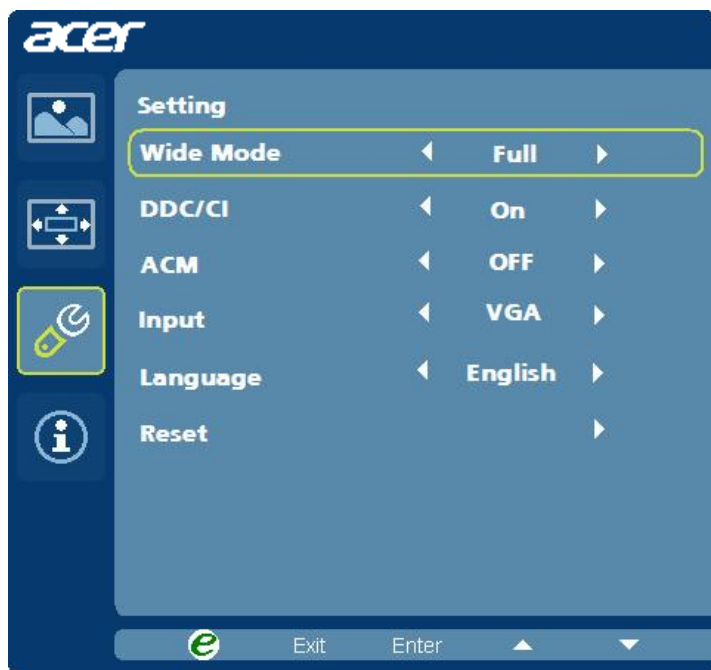 acer
Setting
Wide Mode Full
DDC/CI On
ACM OFF
Input VGA
Language English
Reset
e Exit Enter